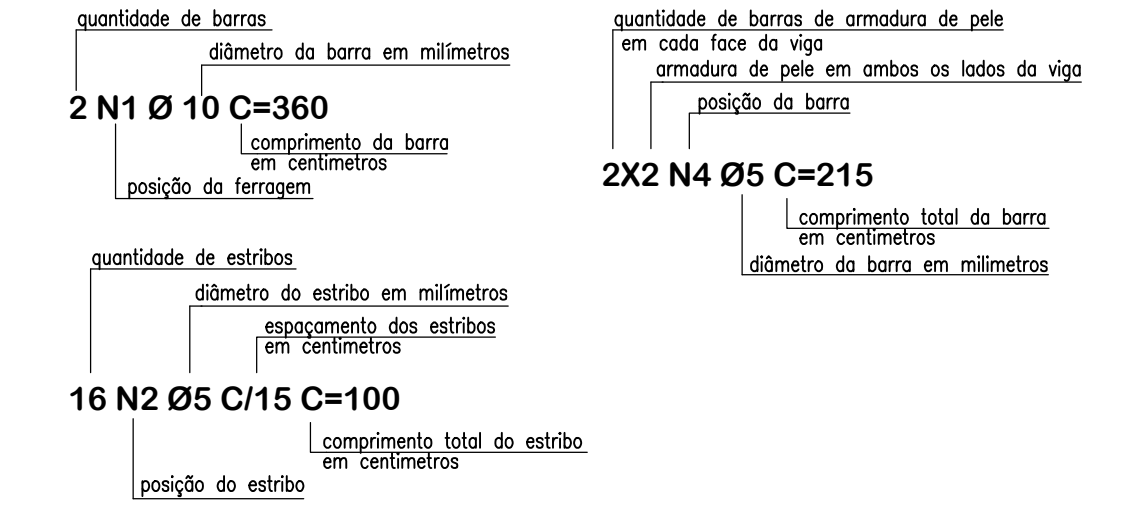 quantidade de barras
diâmetro da barra em milímetros
2 N1 Ø 10 C=360
comprimento da barra
em centimetros
posição da ferragem
quantidade de estribos
diâmetro do estribo em milímetros
espaçamento dos estribos
em centimetros
16 N2 Ø5 C/15 C=100
comprimento total do estribo
em centimetros
posição do estribo
quantidade de barras de armadura de pele
em cada face da viga
armadura de pele em ambos os lados da viga
posição da barra
2X2 N4 Ø5 C=215
comprimento total da barra
em centimetros
diâmetro da barra em milimetros